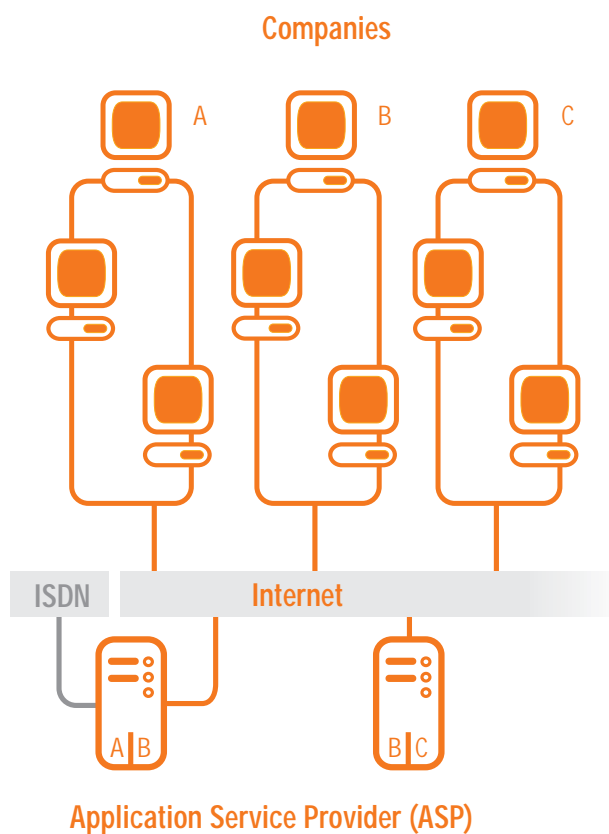 Companies
A B C
ISDN Internet
A B B C
Application Service Provider (ASP)